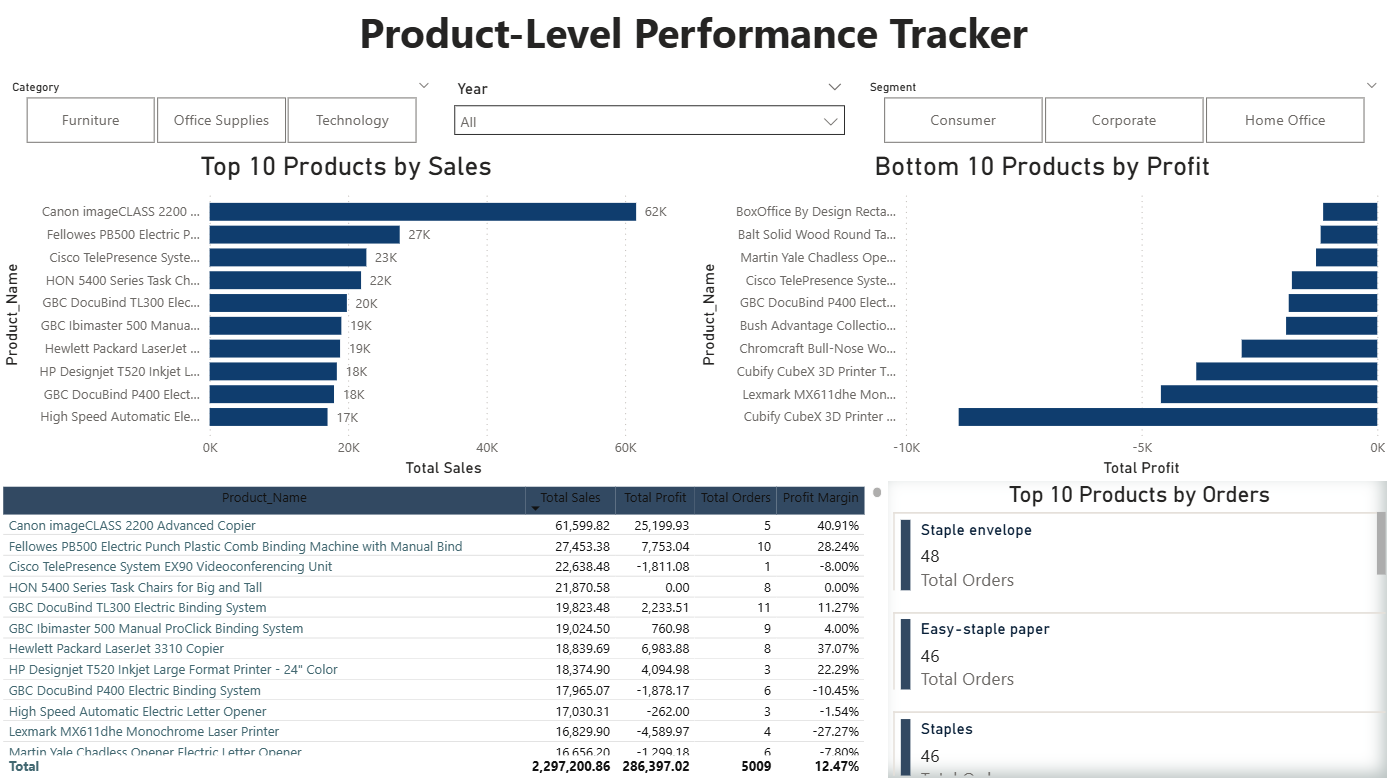 Product-Level Performance Tracker
Category
Furniture Office Supplies Technology
Year
All
Segment
Consumer Corporate Home Office
Top 10 Products by Sales
Product_Name
Canon imageCLASS 2200 ... 62K
Fellowes PB500 Electric P... 27K
Cisco TelePresence Syste... 23K
HON 5400 Series Task Ch... 22K
GBC DocuBind TL300 Elec... 20K
GBC Ibimaster 500 Manua... 19K
Hewlett Packard LaserJet ... 19K
HP Designjet T520 Inkjet L... 18K
GBC DocuBind P400 Elect... 18K
High Speed Automatic Ele... 17K
0K 20K 40K 60K
Total Sales
Bottom 10 Products by Profit
Product_Name
BoxOffice By Design Recta...
Balt Solid Wood Round Ta...
Martin Yale Chadless Ope...
Cisco TelePresence Syste...
GBC DocuBind P400 Elect...
Bush Advantage Collectio...
Chromcraft Bull-Nose Wo...
Cubify CubeX 3D Printer T...
Lexmark MX611dhe Mon...
Cubify CubeX 3D Printer ...
-10K -5K 0K
Total Profit
Product_Name Total Sales Total Profit Total Orders Profit Margin
Canon imageCLASS 2200 Advanced Copier 61,599.82 25,199.93 5 40.91%
Fellowes PB500 Electric Punch Plastic Comb Binding Machine with Manual Bind 27,453.38 7,753.04 10 28.24%
Cisco TelePresence System EX90 Videoconferencing Unit 22,638.48 -1,811.08 1 -8.00%
HON 5400 Series Task Chairs for Big and Tall 21,870.58 0.00 8 0.00%
GBC DocuBind TL300 Electric Binding System 19,823.48 2,233.51 11 11.27%
GBC Ibimaster 500 Manual ProClick Binding System 19,024.50 760.98 9 4.00%
Hewlett Packard LaserJet 3310 Copier 18,839.69 6,983.88 8 37.07%
HP Designjet T520 Inkjet Large Format Printer - 24" Color 18,374.90 4,094.98 3 22.29%
GBC DocuBind P400 Electric Binding System 17,965.07 -1,878.17 6 -10.45%
High Speed Automatic Electric Letter Opener 17,030.31 -262.00 3 -1.54%
Lexmark MX611dhe Monochrome Laser Printer 16,829.90 -4,589.97 4 -27.27%
Martin Yale Chadless Opener Electric Letter Opener 16,656.20 -1,299.18 6 -7.80%
Total 2,297,200.86 286,397.02 5009 12.47%
Top 10 Products by Orders
Staple envelope
48
Total Orders
Easy-staple paper
46
Total Orders
Staples
46
Total Orders